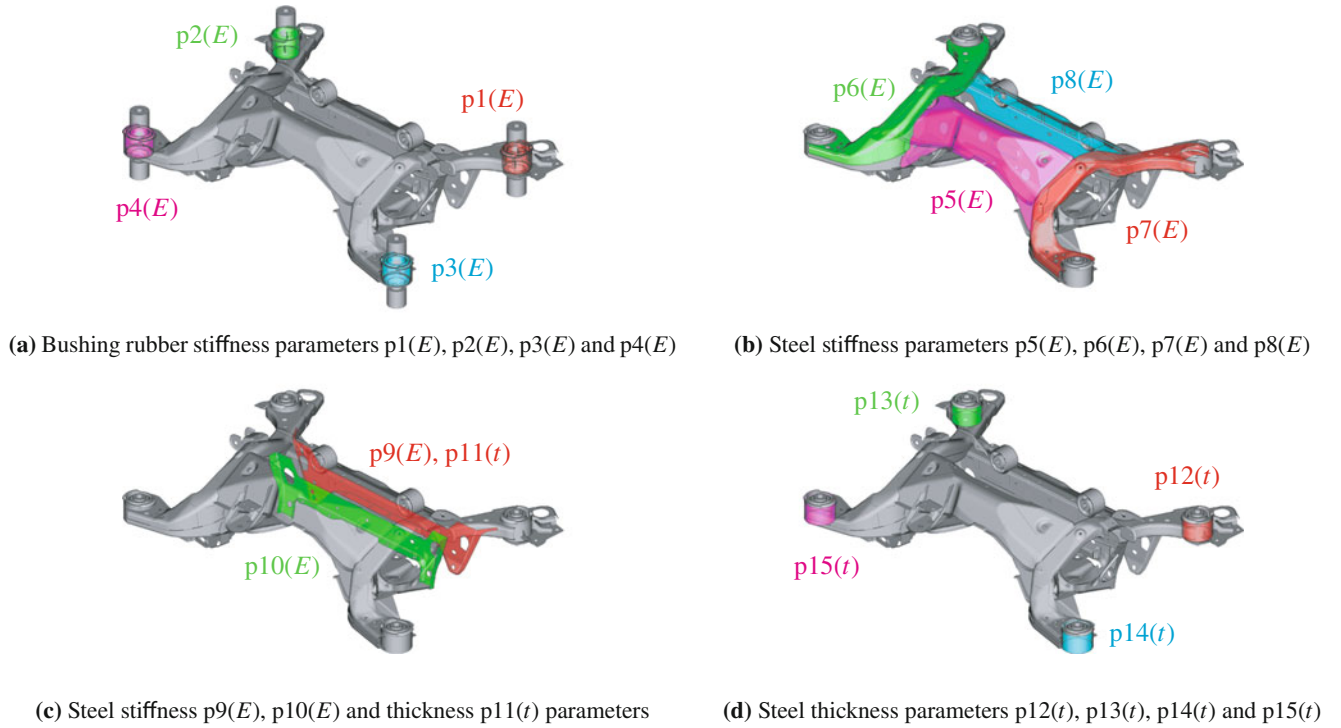 p2(E)
p1(E)
p4(E)
p3(E)
(a) Bushing rubber stiffness parameters p1(E), p2(E), p3(E) and p4(E)
p6(E)
p8(E)
p5(E)
p7(E)
(b) Steel stiffness parameters p5(E), p6(E), p7(E) and p8(E)
p9(E), p11(t)
p10(E)
(c) Steel stiffness p9(E), p10(E) and thickness p11(t) parameters
p13(t)
p12(t)
p15(t)
p14(t)
(d) Steel thickness parameters p12(t), p13(t), p14(t) and p15(t)